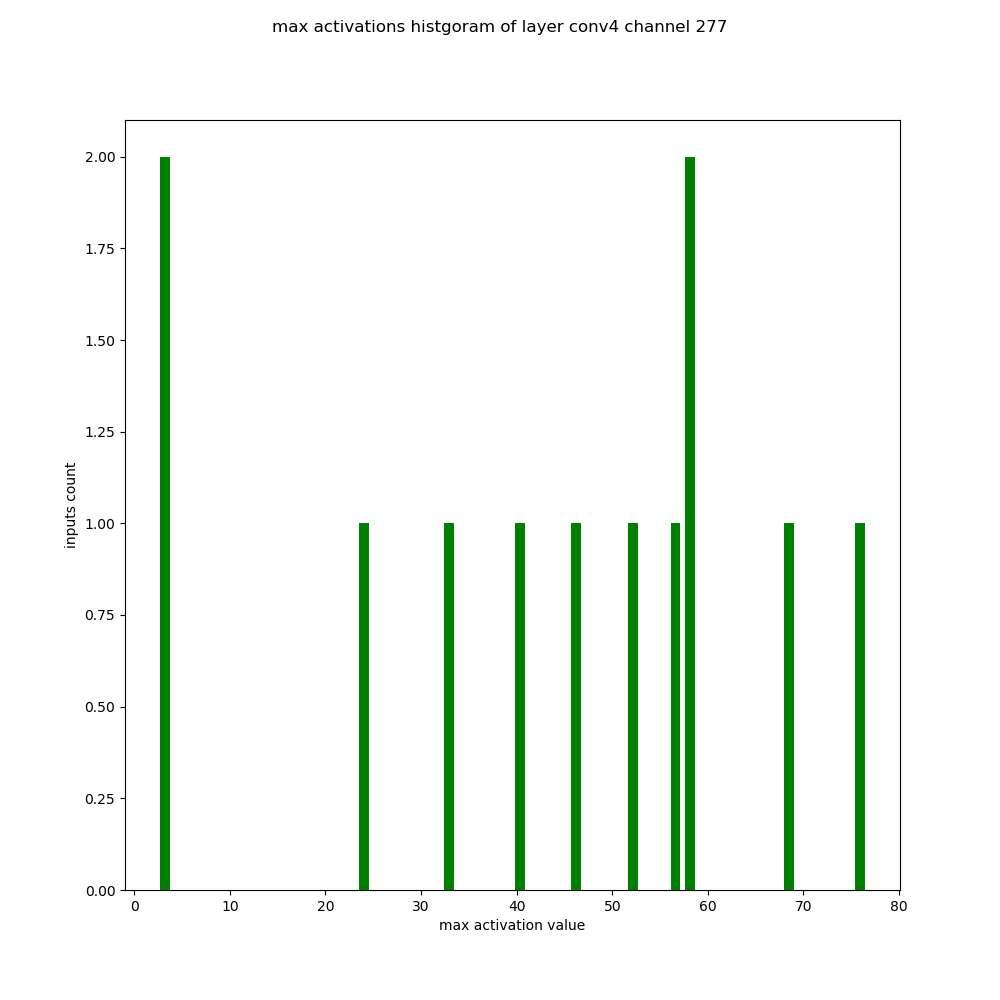 max activations histgoram of layer conv4 channel 277
2.00
1.75
1.50
1.25
1.00
0.75
0.50
0.25
0.00
inputs count
0 10 20 30 40 50 60 70 80
max activation value